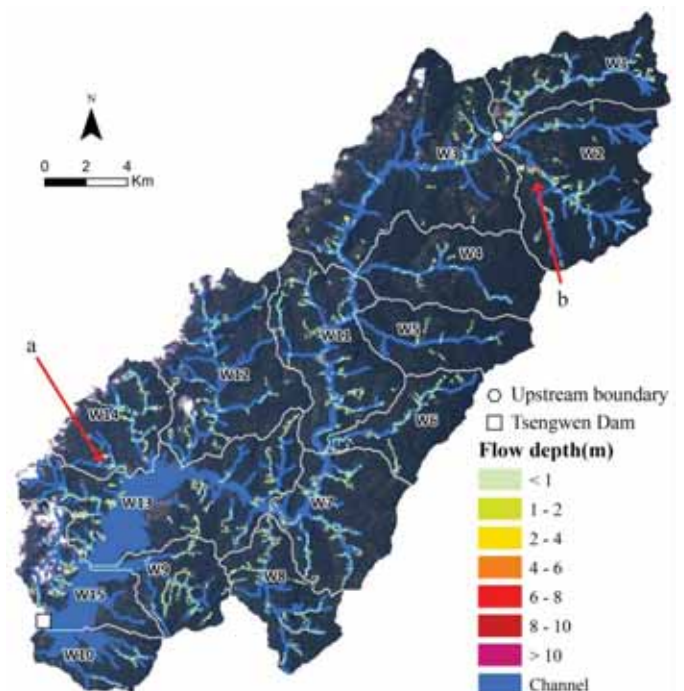 N
0 2 4
Km
W1
W3
W2
b
W4
W11
W5
a
W12
W14
W6
W13
W7
W9
W8
W15
W10
Upstream boundary
Tsengwen Dam
Flow depth(m)
< 1
1 - 2
2 - 4
4 - 6
6 - 8
8 - 10
> 10
Channel